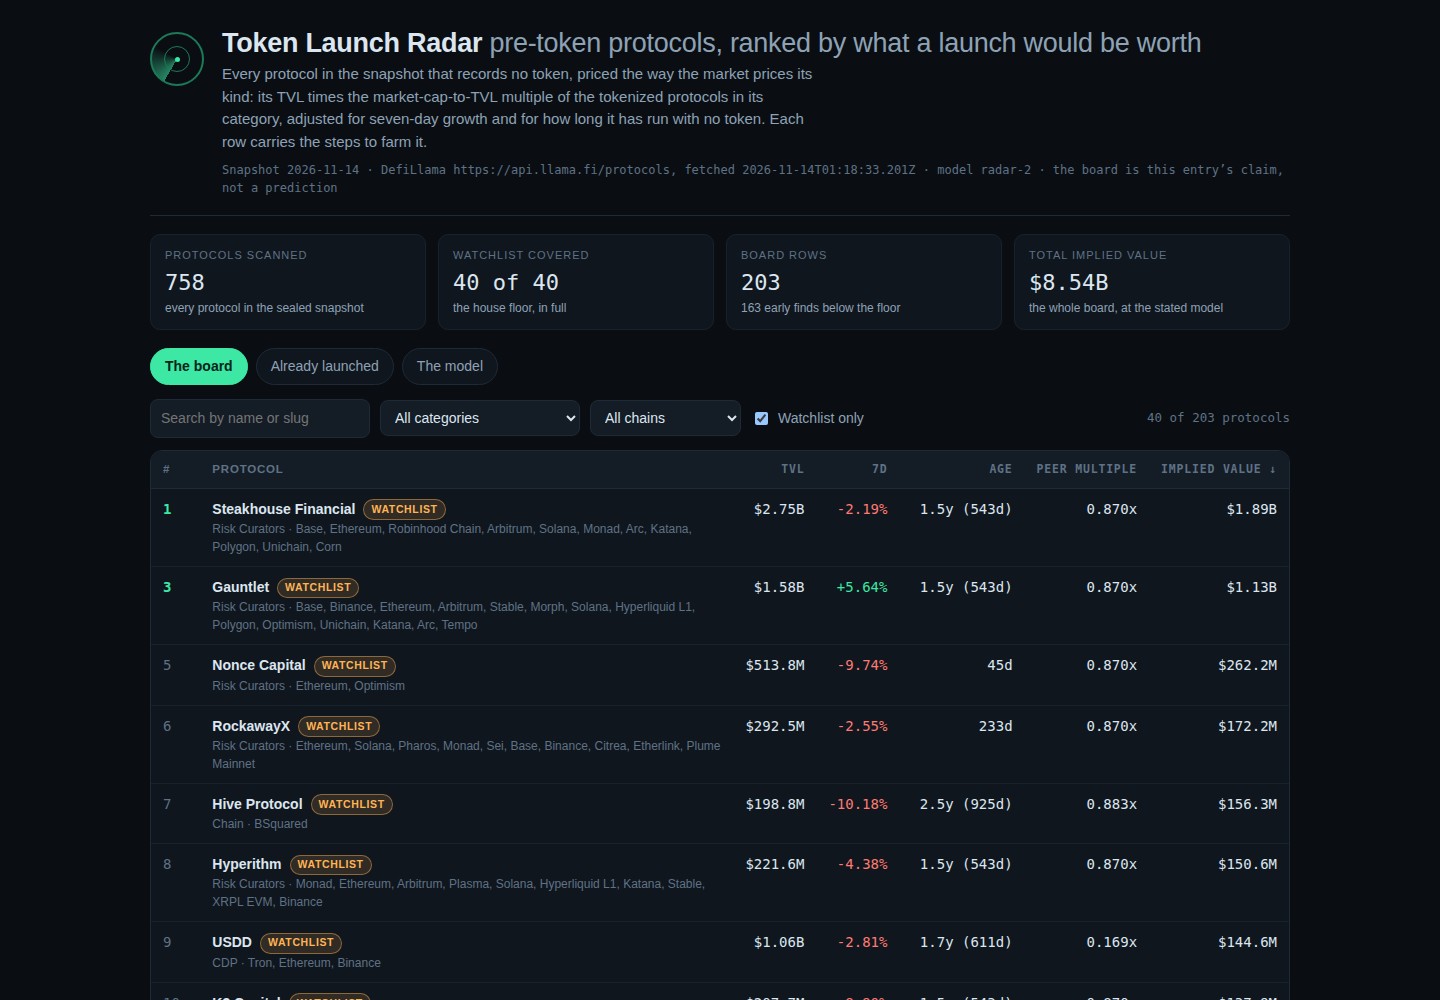 Token Launch Radar pre-token protocols, ranked by what a launch would be worth
Every protocol in the snapshot that records no token, priced the way the market prices its
kind: its TVL times the market-cap-to-TVL multiple of the tokenized protocols in its
category, adjusted for seven-day growth and for how long it has run with no token. Each
row carries the steps to farm it.
Snapshot 2026-11-14 · DefiLlama https://api.llama.fi/protocols, fetched 2026-11-14T01:18:33.201Z · model radar-2 · the board is this entry’s claim,
not a prediction
PROTOCOLS SCANNED
758
every protocol in the sealed snapshot
WATCHLIST COVERED
40 of 40
the house floor, in full
BOARD ROWS
203
163 early finds below the floor
TOTAL IMPLIED VALUE
$8.54B
the whole board, at the stated model
The board Already launched The model
Search by name or slug All categories All chains Watchlist only 40 of 203 protocols
# PROTOCOL TVL 7D AGE PEER MULTIPLE IMPLIED VALUE ↓
1 Steakhouse Financial WATCHLIST $2.75B -2.19% 1.5y (543d) 0.870x $1.89B
Risk Curators · Base, Ethereum, Robinhood Chain, Arbitrum, Solana, Monad, Arc, Katana,
Polygon, Unichain, Corn
3 Gauntlet WATCHLIST $1.58B +5.64% 1.5y (543d) 0.870x $1.13B
Risk Curators · Base, Binance, Ethereum, Arbitrum, Stable, Morph, Solana, Hyperliquid L1,
Polygon, Optimism, Unichain, Katana, Arc, Tempo
5 Nonce Capital WATCHLIST $513.8M -9.74% 45d 0.870x $262.2M
Risk Curators · Ethereum, Optimism
6 RockawayX WATCHLIST $292.5M -2.55% 233d 0.870x $172.2M
Risk Curators · Ethereum, Solana, Pharos, Monad, Sei, Base, Binance, Citrea, Etherlink, Plume
Mainnet
7 Hive Protocol WATCHLIST $198.8M -10.18% 2.5y (925d) 0.883x $156.3M
Chain · BSquared
8 Hyperithm WATCHLIST $221.6M -4.38% 1.5y (543d) 0.870x $150.6M
Risk Curators · Monad, Ethereum, Arbitrum, Plasma, Solana, Hyperliquid L1, Katana, Stable,
XRPL EVM, Binance
9 USDD WATCHLIST $1.06B -2.81% 1.7y (611d) 0.169x $144.6M
CDP · Tron, Ethereum, Binance